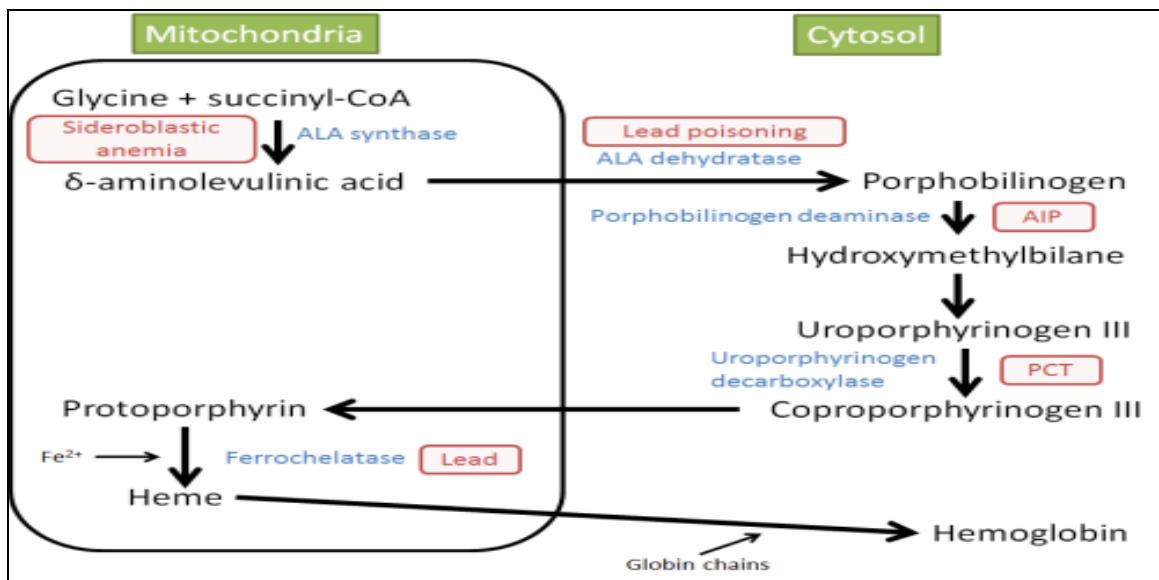 Mitochondria
Cytosol
Glycine + succinyl-CoA
Sideroblastic
anemia
ALA synthase
Lead poisoning
ALA dehydratase
δ-aminolevulinic acid
Porphobilinogen
Porphobilinogen deaminase
AIP
Hydroxymethylbilane
Uroporphyrinogen III
Uroporphyrinogen
decarboxylase
PCT
Protoporphyrin
Coproporphyrinogen III
Fe²⁺
Ferrochelatase
Lead
Heme
Hemoglobin
Globin chains